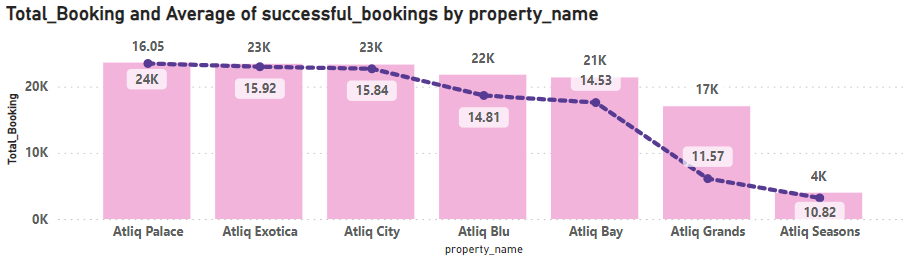 Total_Booking and Average of successful_bookings by property_name
16.05 23K 23K 22K 21K 17K 4K
24K 15.92 15.84 14.81 14.53 11.57 10.82
Total_Booking
20K
10K
0K
Atliq Palace Atliq Exotica Atliq City Atliq Blu Atliq Bay Atliq Grands Atliq Seasons
property_name